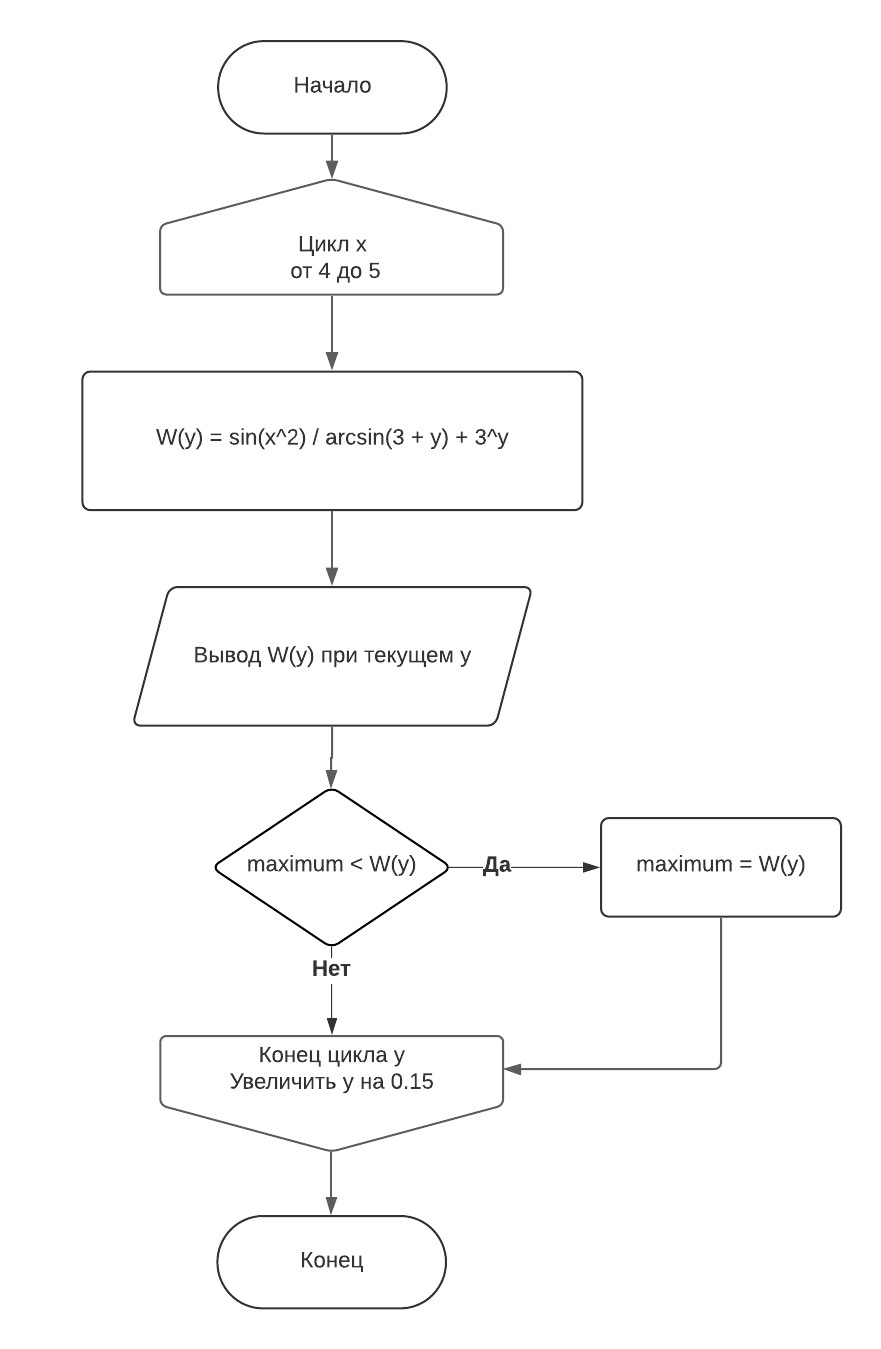 Начало
Цикл x
от 4 до 5
W(y) = sin(x^2) / arcsin(3 + y) + 3^y
Вывод W(y) при текущем y
maximum < W(y)
Да
maximum = W(y)
Нет
Конец цикла y
Увеличить y на 0.15
Конец